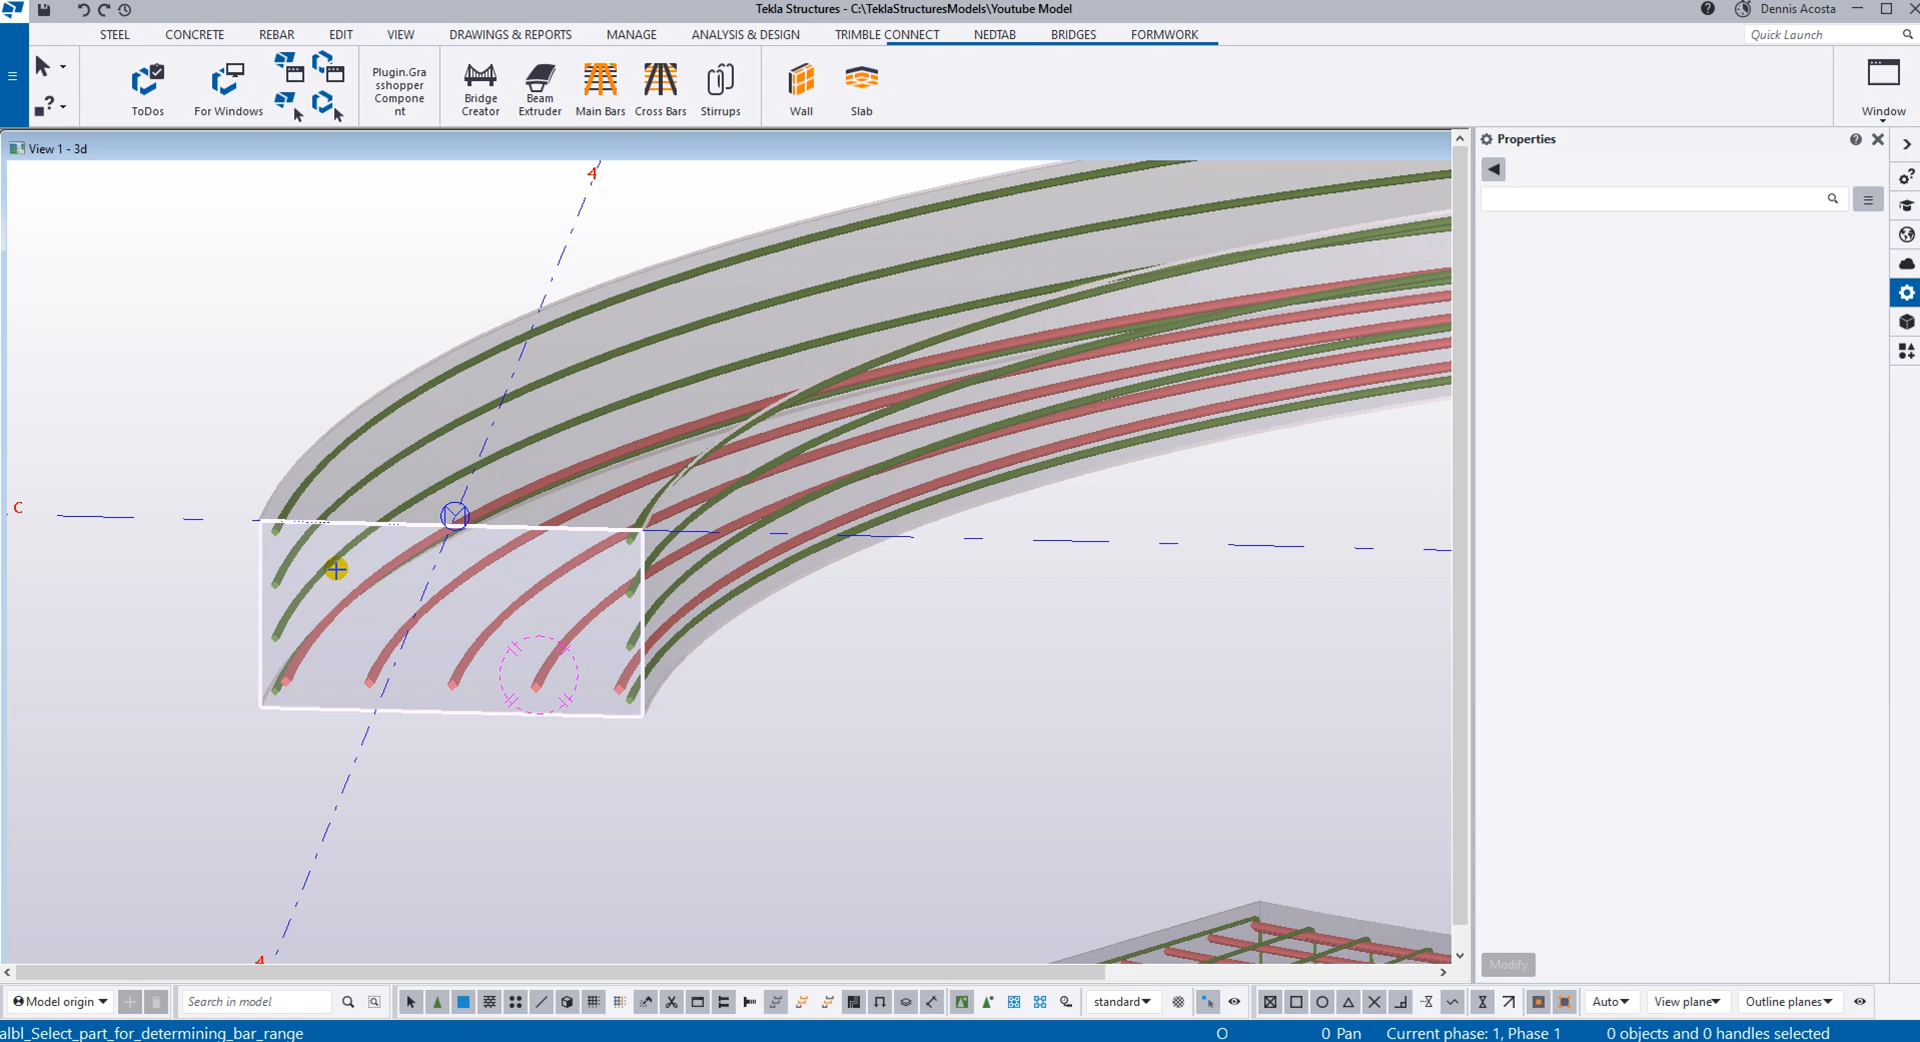 Tekla Structures - C:\TeklaStructuresModels\Youtube Model
Dennis Acosta
STEEL CONCRETE REBAR EDIT VIEW DRAWINGS & REPORTS MANAGE ANALYSIS & DESIGN TRIMBLE CONNECT NEDTAB BRIDGES FORMWORK
Quick Launch
ToDos
For Windows
Plugin.Gra
sshopper
Compone
nt
Bridge
Creator
Beam
Extruder
Main Bars
Cross Bars
Stirrups
Wall
Slab
Window
View 1 - 3d
Properties
4
C
4
Modify
Model origin
Search in model
standard
Auto
View plane
Outline planes
albl_Select_part_for_determining_bar_range
O
0 Pan
Current phase: 1, Phase 1
0 objects and 0 handles selected